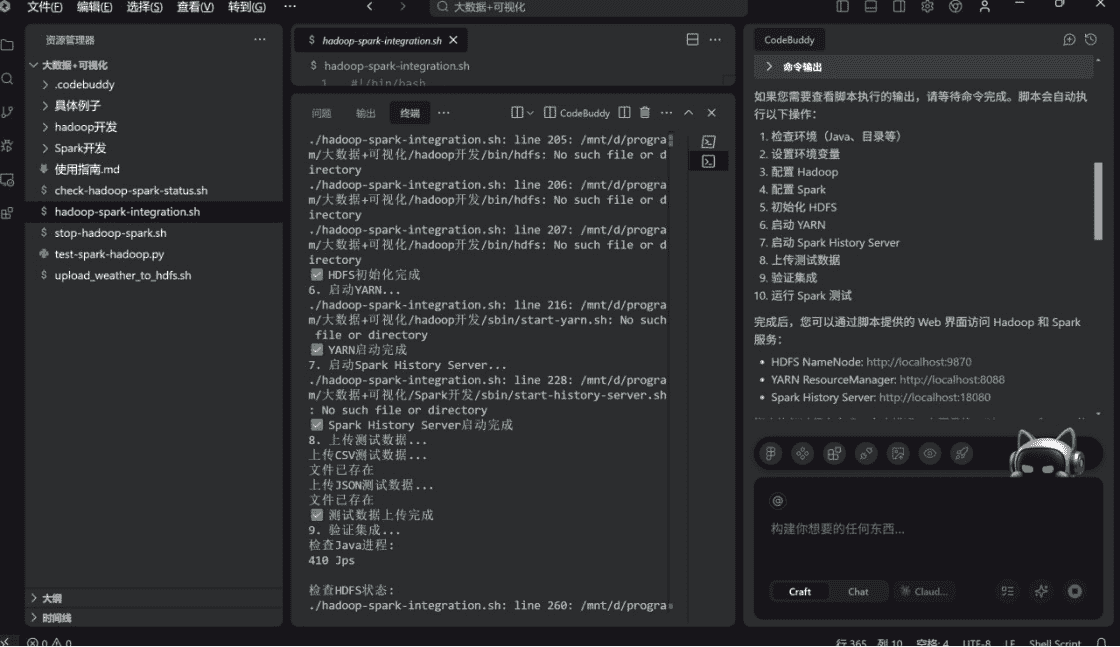 文件(F) 编辑(E) 选择(S) 查看(V) 转到(G) ···
大数据+可视化
资源管理器
大数据+可视化
.codebuddy
具体例子
hadoop开发
Spark开发
使用指南.md
$ check-hadoop-spark-status.sh
$ hadoop-spark-integration.sh
$ stop-hadoop-spark.sh
test-spark-hadoop.py
$ upload_weather_to_hdfs.sh
大纲
时间线
$ hadoop-spark-integration.sh
$ hadoop-spark-integration.sh
1 #!/bin/bash
问题 输出 终端 ··· CodeBuddy
./hadoop-spark-integration.sh: line 205: /mnt/d/progra
m/大数据+可视化/hadoop开发/bin/hdfs: No such file or d
irectory
./hadoop-spark-integration.sh: line 206: /mnt/d/progra
m/大数据+可视化/hadoop开发/bin/hdfs: No such file or d
irectory
./hadoop-spark-integration.sh: line 207: /mnt/d/progra
m/大数据+可视化/hadoop开发/bin/hdfs: No such file or d
irectory
✅ HDFS初始化完成
6. 启动YARN...
./hadoop-spark-integration.sh: line 216: /mnt/d/progra
m/大数据+可视化/hadoop开发/sbin/start-yarn.sh: No such
file or directory
✅ YARN启动完成
7. 启动Spark History Server...
./hadoop-spark-integration.sh: line 228: /mnt/d/progra
m/大数据+可视化/Spark开发/sbin/start-history-server.sh
: No such file or directory
✅ Spark History Server启动完成
8. 上传测试数据...
上传CSV测试数据...
文件已存在
上传JSON测试数据...
文件已存在
✅ 测试数据上传完成
9. 验证集成...
检查Java进程:
410 Jps
检查HDFS状态:
./hadoop-spark-integration.sh: line 260: /mnt/d/progra
CodeBuddy
命令输出
如果您需要查看脚本执行的输出，请等待命令完成。脚本会自动执
行以下操作：
1. 检查环境（Java、目录等）
2. 设置环境变量
3. 配置 Hadoop
4. 配置 Spark
5. 初始化 HDFS
6. 启动 YARN
7. 启动 Spark History Server
8. 上传测试数据
9. 验证集成
10. 运行 Spark 测试
完成后，您可以通过脚本提供的 Web 界面访问 Hadoop 和 Spark
服务：
• HDFS NameNode: http://localhost:9870
• YARN ResourceManager: http://localhost:8088
• Spark History Server: http://localhost:18080
@
构建你想要的任何东西...
Craft Chat Claud...
0 0 行 365, 列 10 空格: 4 UTF-8 LF Shell Script